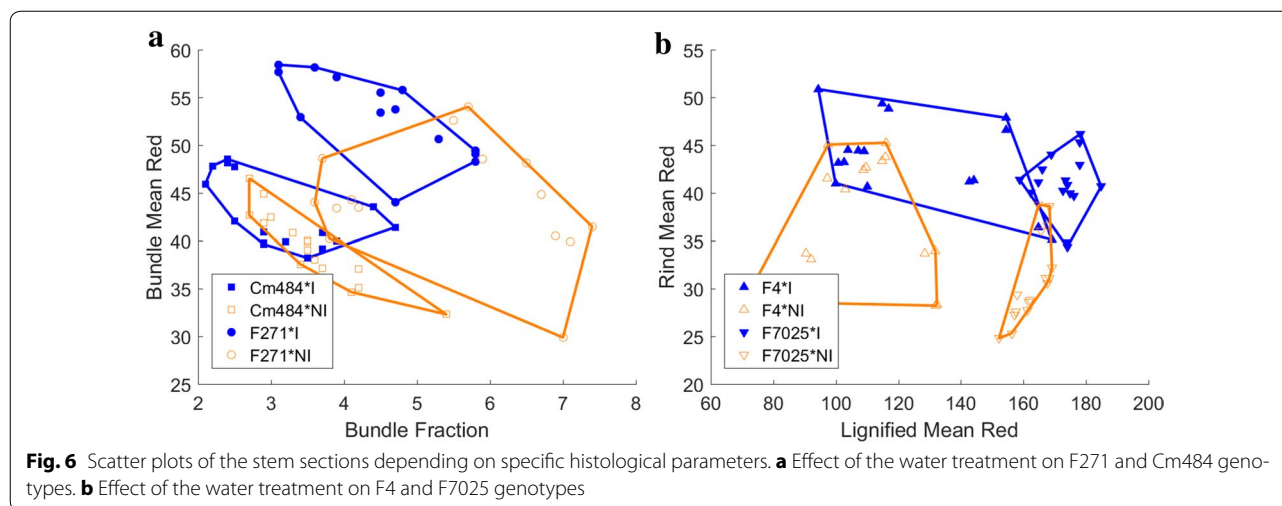 a
60
55
50
45
40
35
30
25
Bundle Mean Red
Cm484*I
Cm484*NI
F271*I
F271*NI
2 3 4 5 6 7 8
Bundle Fraction
b
55
50
45
40
35
30
25
20
Rind Mean Red
F4*I
F4*NI
F7025*I
F7025*NI
60 80 100 120 140 160 180 200
Lignified Mean Red
Fig. 6 Scatter plots of the stem sections depending on specific histological parameters. a Effect of the water treatment on F271 and Cm484 geno-
types. b Effect of the water treatment on F4 and F7025 genotypes